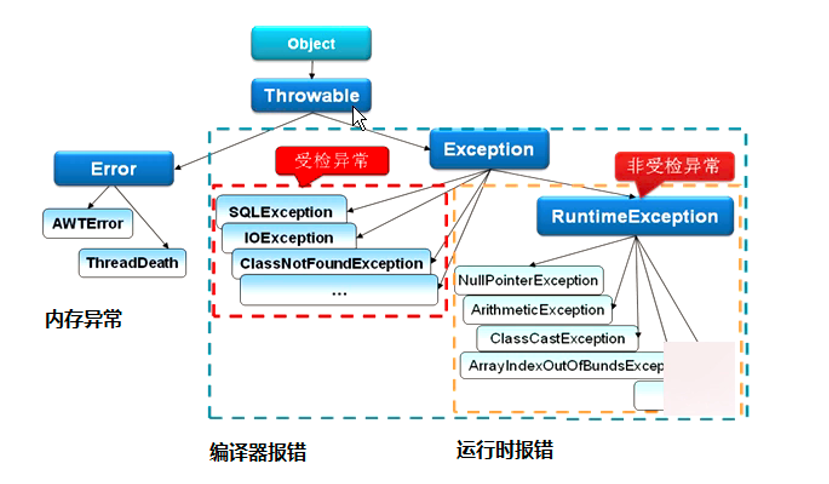 Object
Throwable
Error
受检异常
Exception
非受检异常
SQLException
IOException
ClassNotFoundException
...
RuntimeException
AWTError
ThreadDeath
NullPointerException
ArithmeticException
ClassCastException
ArrayIndexOutOfBundsExcep
内存异常
编译器报错
运行时报错